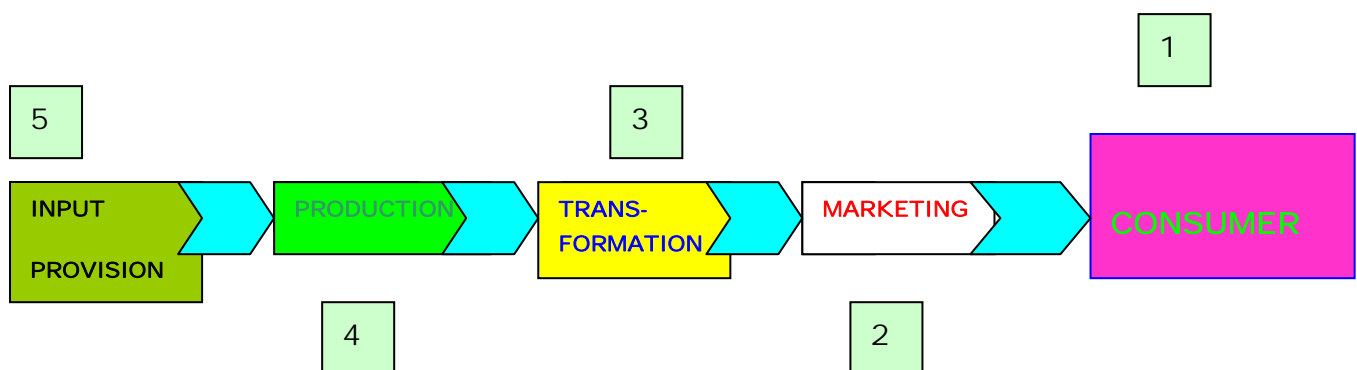 1
5
3
INPUT
PROVISION
PRODUCTION
TRANS-
FORMATION
MARKETING
CONSUMER
4
2